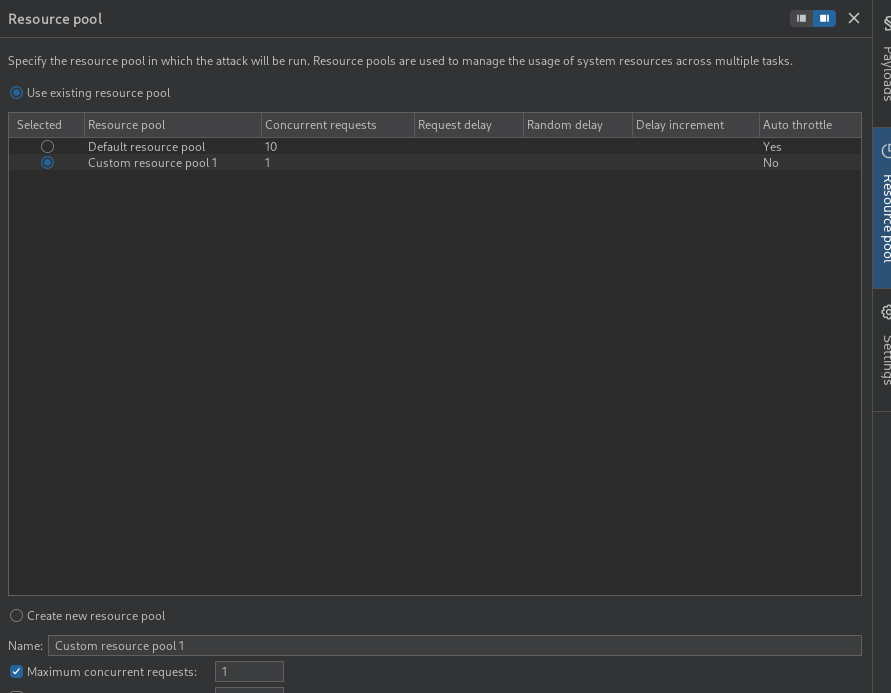 Resource pool
Specify the resource pool in which the attack will be run. Resource pools are used to manage the usage of system resources across multiple tasks.
Use existing resource pool
Selected Resource pool Concurrent requests Request delay Random delay Delay increment Auto throttle
Default resource pool 10 Yes
Custom resource pool 1 1 No
Create new resource pool
Name: Custom resource pool 1
Maximum concurrent requests: 1
Payloads
Resource pool
Settings